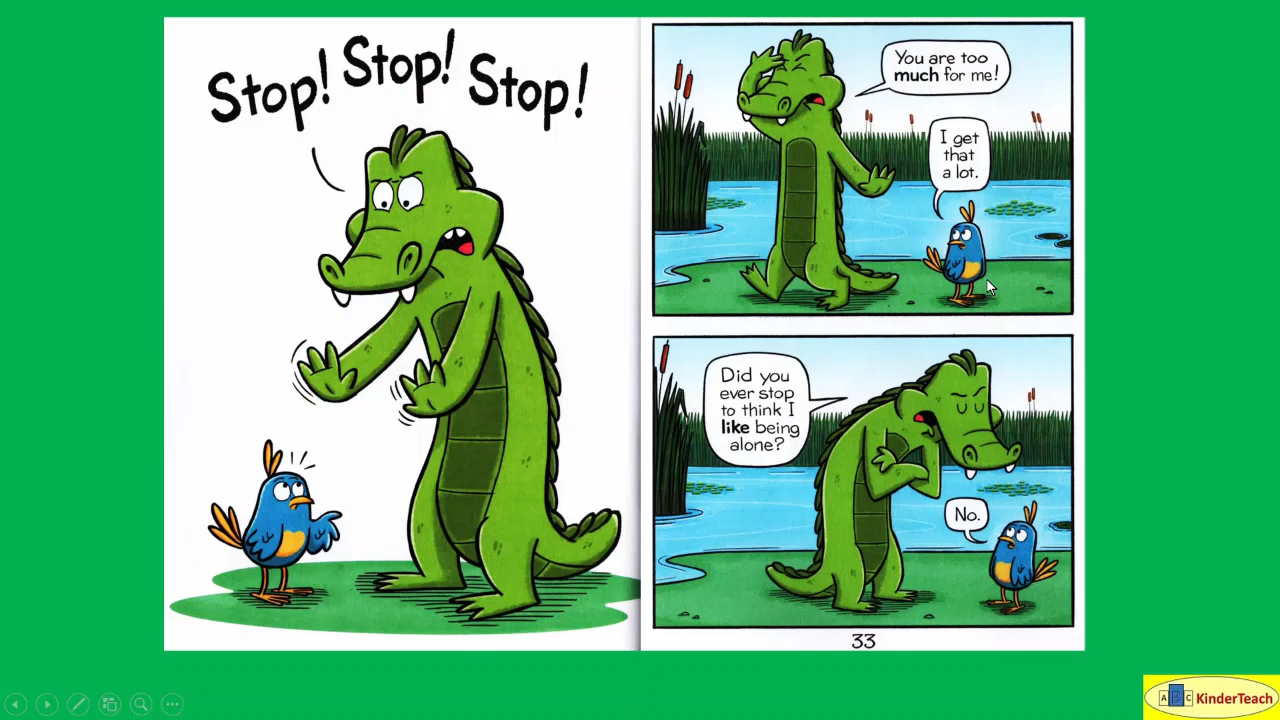 Stop! Stop! Stop!
You are too
much for me!
I get
that
a lot.
Did you
ever stop
to think I
like being
alone?
No.
33
ABC KinderTeach